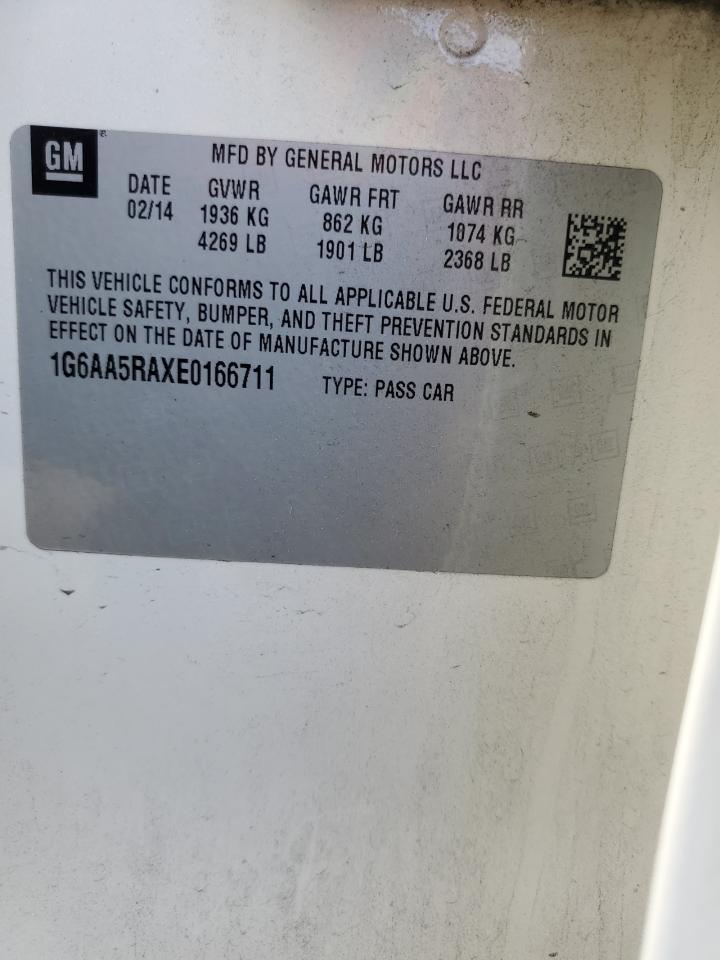 GM
MFD BY GENERAL MOTORS LLC
DATE GVWR GAWR FRT GAWR RR
02/14 1936 KG 862 KG 1074 KG
4269 LB 1901 LB 2368 LB
THIS VEHICLE CONFORMS TO ALL APPLICABLE U.S. FEDERAL MOTOR
VEHICLE SAFETY, BUMPER, AND THEFT PREVENTION STANDARDS IN
EFFECT ON THE DATE OF MANUFACTURE SHOWN ABOVE.
1G6AA5RAXE0166711 TYPE: PASS CAR